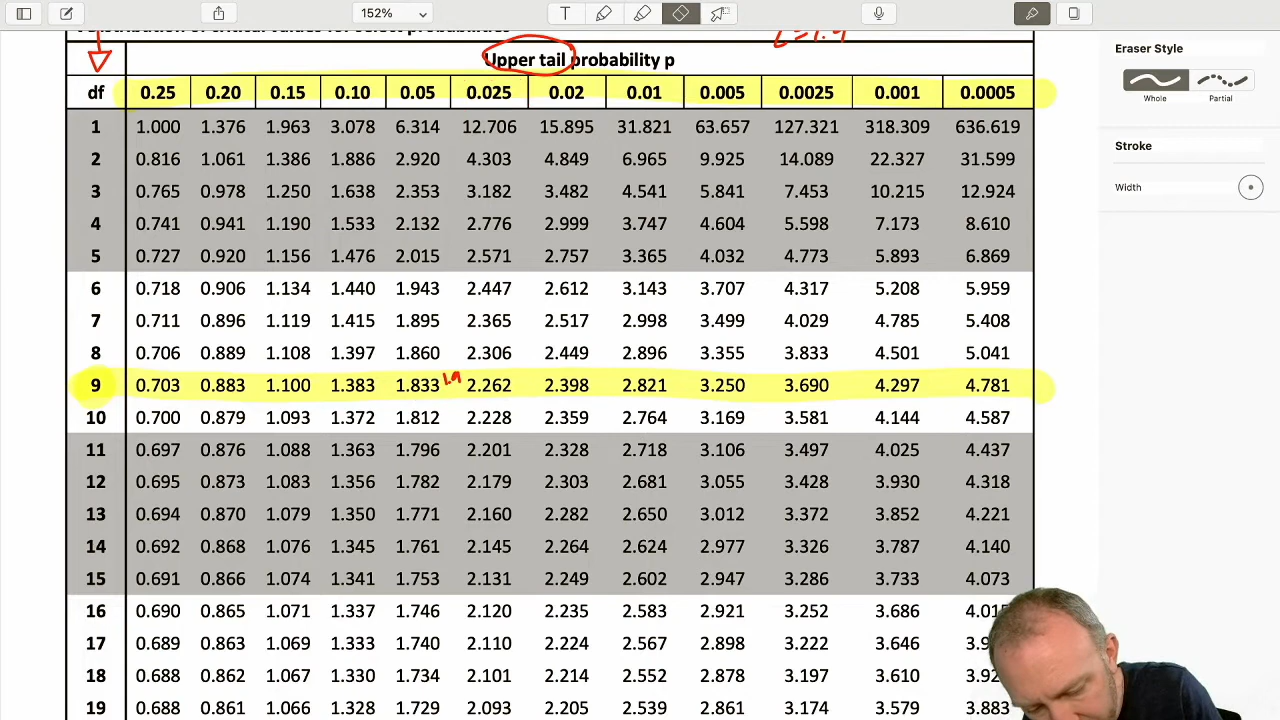 152%
T
Eraser Style
Whole Partial
Stroke
Width
t=1.9
Upper tail probability p
df 0.25 0.20 0.15 0.10 0.05 0.025 0.02 0.01 0.005 0.0025 0.001 0.0005
1 1.000 1.376 1.963 3.078 6.314 12.706 15.895 31.821 63.657 127.321 318.309 636.619
2 0.816 1.061 1.386 1.886 2.920 4.303 4.849 6.965 9.925 14.089 22.327 31.599
3 0.765 0.978 1.250 1.638 2.353 3.182 3.482 4.541 5.841 7.453 10.215 12.924
4 0.741 0.941 1.190 1.533 2.132 2.776 2.999 3.747 4.604 5.598 7.173 8.610
5 0.727 0.920 1.156 1.476 2.015 2.571 2.757 3.365 4.032 4.773 5.893 6.869
6 0.718 0.906 1.134 1.440 1.943 2.447 2.612 3.143 3.707 4.317 5.208 5.959
7 0.711 0.896 1.119 1.415 1.895 2.365 2.517 2.998 3.499 4.029 4.785 5.408
8 0.706 0.889 1.108 1.397 1.860 2.306 2.449 2.896 3.355 3.833 4.501 5.041
9 0.703 0.883 1.100 1.383 1.833 1.9 2.262 2.398 2.821 3.250 3.690 4.297 4.781
10 0.700 0.879 1.093 1.372 1.812 2.228 2.359 2.764 3.169 3.581 4.144 4.587
11 0.697 0.876 1.088 1.363 1.796 2.201 2.328 2.718 3.106 3.497 4.025 4.437
12 0.695 0.873 1.083 1.356 1.782 2.179 2.303 2.681 3.055 3.428 3.930 4.318
13 0.694 0.870 1.079 1.350 1.771 2.160 2.282 2.650 3.012 3.372 3.852 4.221
14 0.692 0.868 1.076 1.345 1.761 2.145 2.264 2.624 2.977 3.326 3.787 4.140
15 0.691 0.866 1.074 1.341 1.753 2.131 2.249 2.602 2.947 3.286 3.733 4.073
16 0.690 0.865 1.071 1.337 1.746 2.120 2.235 2.583 2.921 3.252 3.686
17 0.689 0.863 1.069 1.333 1.740 2.110 2.224 2.567 2.898 3.222 3.646
18 0.688 0.862 1.067 1.330 1.734 2.101 2.214 2.552 2.878 3.197 3.610
19 0.688 0.861 1.066 1.328 1.729 2.093 2.205 2.539 2.861 3.174 3.579 3.883